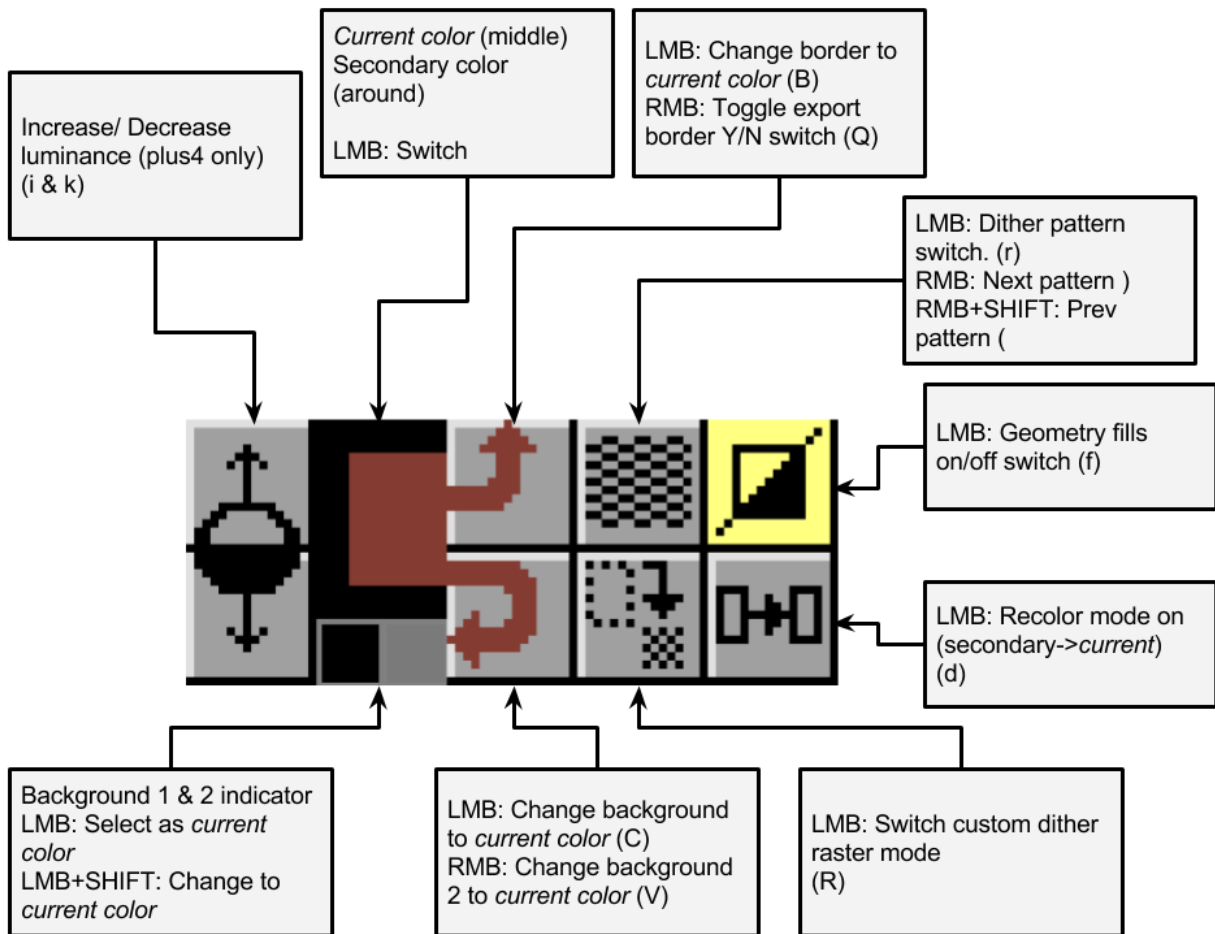 Current color (middle)
Secondary color
(around)
LMB: Switch
LMB: Change border to
current color (B)
RMB: Toggle export
border Y/N switch (Q)
Increase/ Decrease
luminance (plus4 only)
(i & k)
LMB: Dither pattern
switch. (r)
RMB: Next pattern )
RMB+SHIFT: Prev
pattern (
LMB: Geometry fills
on/off switch (f)
LMB: Recolor mode on
(secondary->current)
(d)
Background 1 & 2 indicator
LMB: Select as current
color
LMB+SHIFT: Change to
current color
LMB: Change background
to current color (C)
RMB: Change background
2 to current color (V)
LMB: Switch custom dither
raster mode
(R)